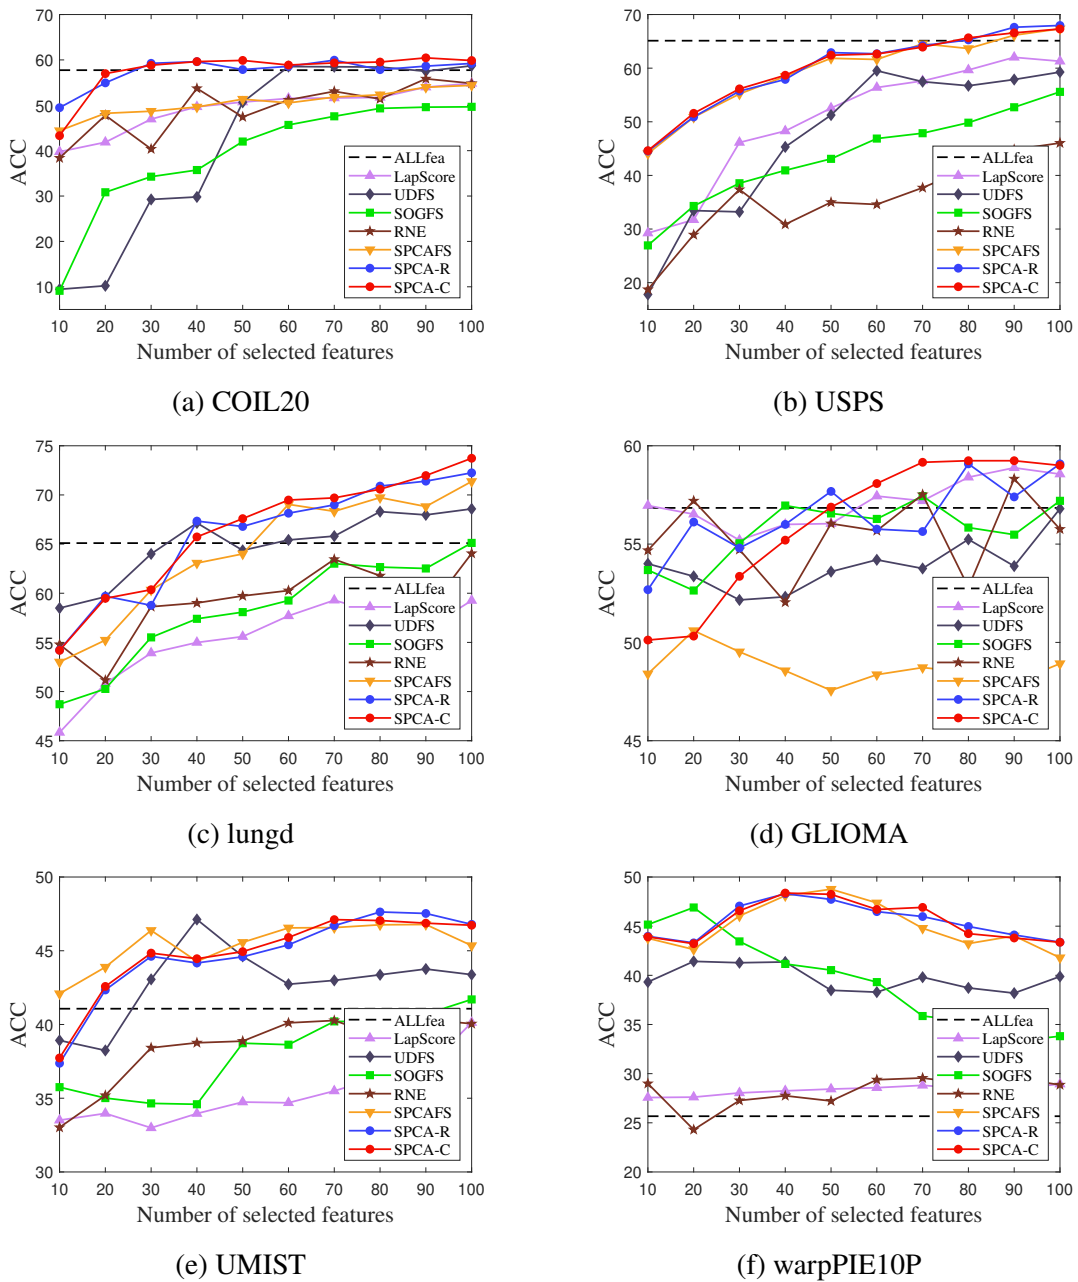 70
60
50
40
30
20
10
ACC
10 20 30 40 50 60 70 80 90 100
Number of selected features
ALLfea
LapScore
UDFS
SOGFS
RNE
SPCAFS
SPCA-R
SPCA-C
(a) COIL20
70
60
50
40
30
20
ACC
10 20 30 40 50 60 70 80 90 100
Number of selected features
ALLfea
LapScore
UDFS
SOGFS
RNE
SPCAFS
SPCA-R
SPCA-C
(b) USPS
75
70
65
60
55
50
45
ACC
10 20 30 40 50 60 70 80 90 100
Number of selected features
ALLfea
LapScore
UDFS
SOGFS
RNE
SPCAFS
SPCA-R
SPCA-C
(c) lungd
60
55
50
45
ACC
10 20 30 40 50 60 70 80 90 100
Number of selected features
ALLfea
LapScore
UDFS
SOGFS
RNE
SPCAFS
SPCA-R
SPCA-C
(d) GLIOMA
50
45
40
35
30
ACC
10 20 30 40 50 60 70 80 90 100
Number of selected features
ALLfea
LapScore
UDFS
SOGFS
RNE
SPCAFS
SPCA-R
SPCA-C
(e) UMIST
50
45
40
35
30
25
20
ACC
10 20 30 40 50 60 70 80 90 100
Number of selected features
ALLfea
LapScore
UDFS
SOGFS
RNE
SPCAFS
SPCA-R
SPCA-C
(f) warpPIE10P